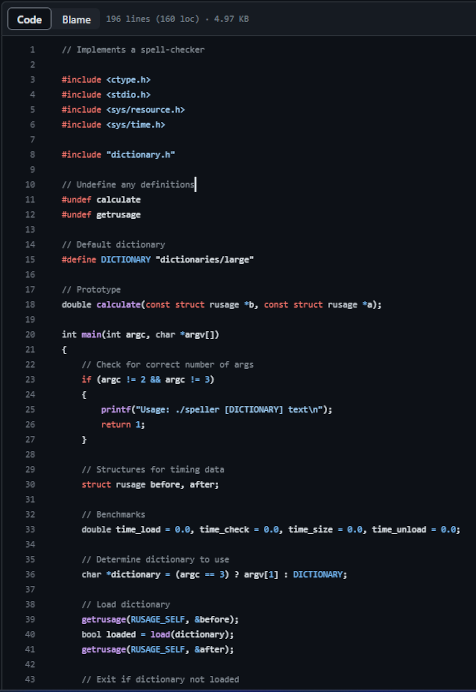 Code Blame 196 lines (160 loc) · 4.97 KB
1 // Implements a spell-checker
2
3 #include <ctype.h>
4 #include <stdio.h>
5 #include <sys/resource.h>
6 #include <sys/time.h>
7
8 #include "dictionary.h"
9
10 // Undefine any definitions
11 #undef calculate
12 #undef getrusage
13
14 // Default dictionary
15 #define DICTIONARY "dictionaries/large"
16
17 // Prototype
18 double calculate(const struct rusage *b, const struct rusage *a);
19
20 int main(int argc, char *argv[])
21 {
22     // Check for correct number of args
23     if (argc != 2 && argc != 3)
24     {
25         printf("Usage: ./speller [DICTIONARY] text\n");
26         return 1;
27     }
28
29     // Structures for timing data
30     struct rusage before, after;
31
32     // Benchmarks
33     double time_load = 0.0, time_check = 0.0, time_size = 0.0, time_unload = 0.0;
34
35     // Determine dictionary to use
36     char *dictionary = (argc == 3) ? argv[1] : DICTIONARY;
37
38     // Load dictionary
39     getrusage(RUSAGE_SELF, &before);
40     bool loaded = load(dictionary);
41     getrusage(RUSAGE_SELF, &after);
42
43     // Exit if dictionary not loaded